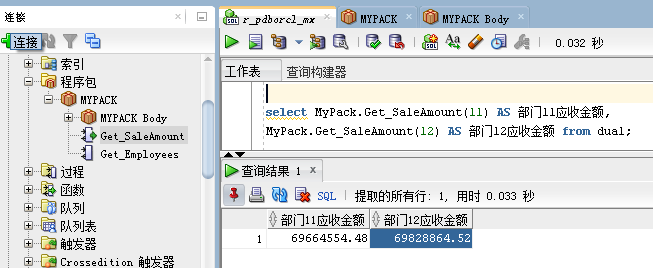 连接
连接
索引
程序包
MYPACK
MYPACK Body
Get_SaleAmount
Get_Employees
过程
函数
队列
队列表
触发器
Crossedition 触发器
r_pdborcl_mx
MYPACK
MYPACK Body
SQL
Aa
0.032 秒
工作表
查询构建器
select MyPack.Get_SaleAmount(11) AS 部门11应收金额,
MyPack.Get_SaleAmount(12) AS 部门12应收金额 from dual;
查询结果 1
SQL
提取的所有行: 1, 用时 0.033 秒
部门11应收金额
部门12应收金额
1
69664554.48
69828864.52